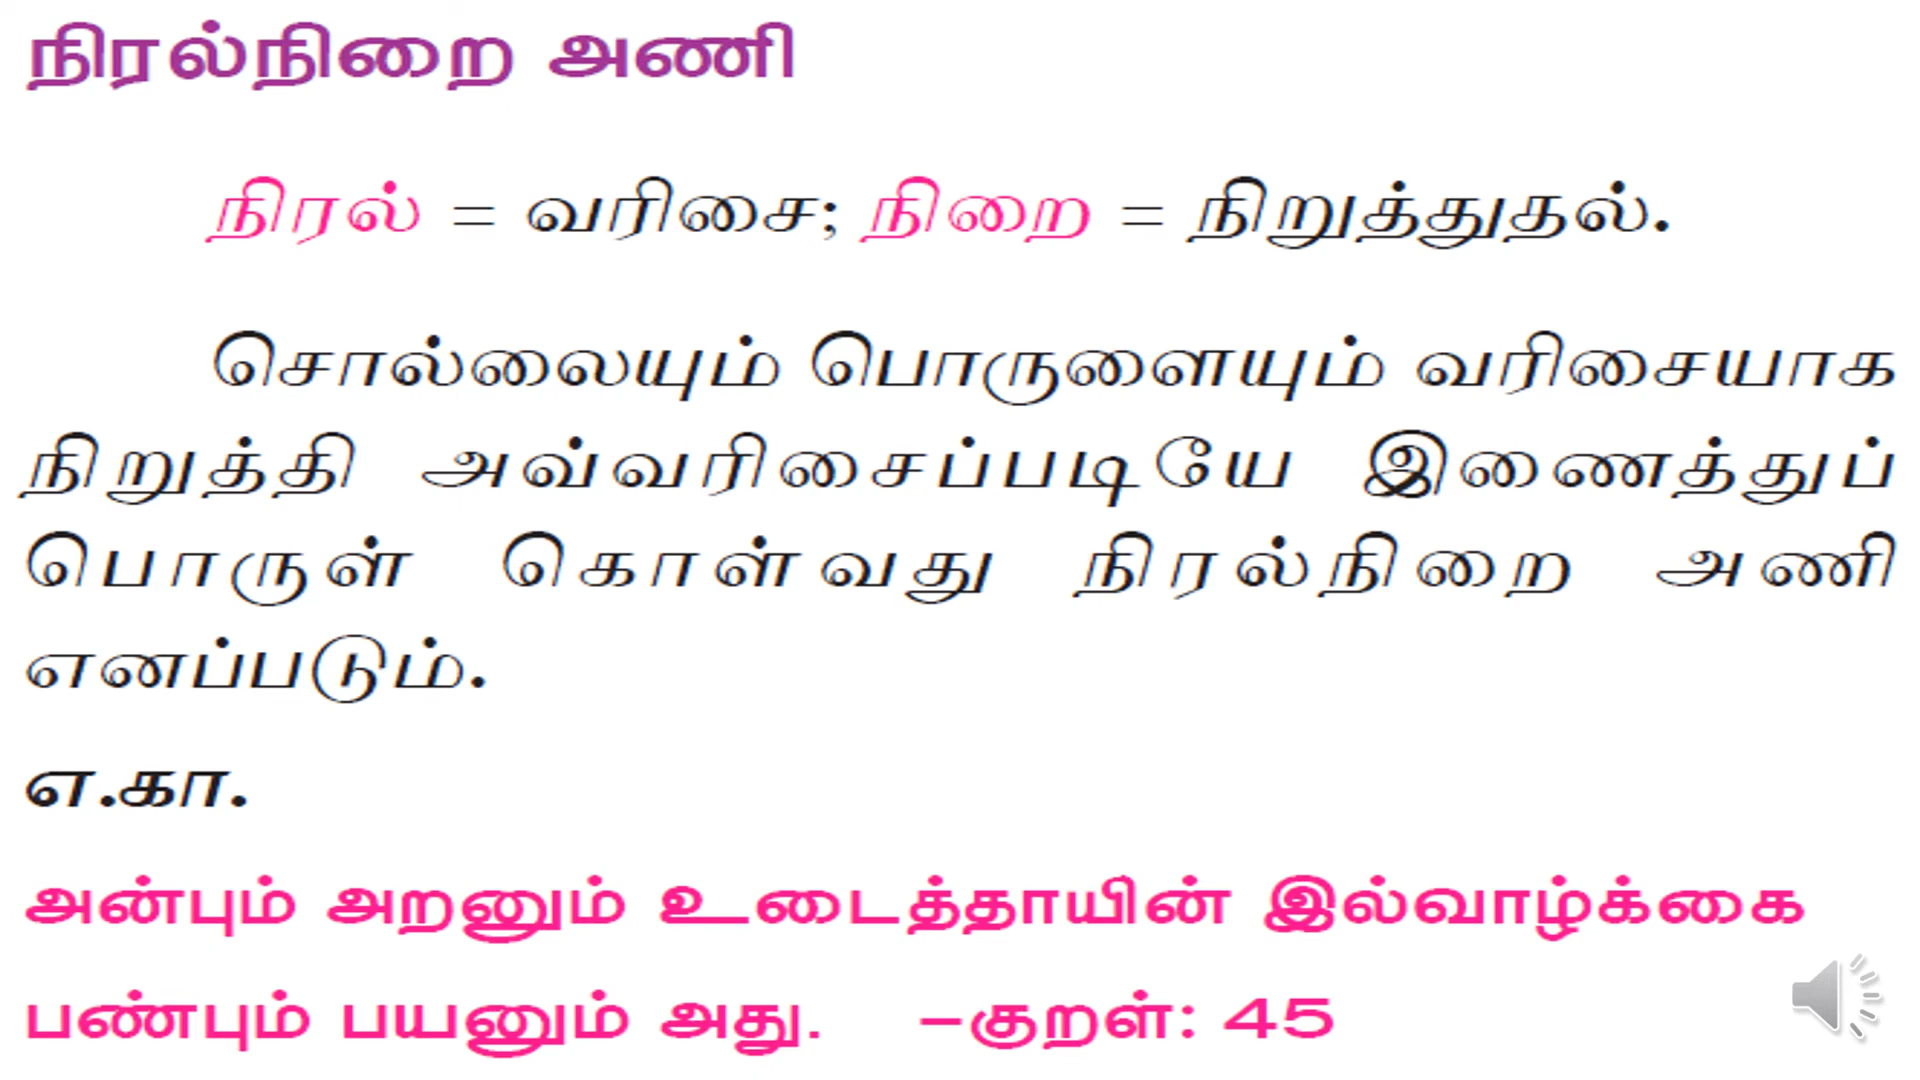 நிரல்நிறை அணி
நிரல் = வரிசை; நிறை = நிறுத்துதல்.
சொல்லையும் பொருளையும் வரிசையாக
நிறுத்தி அவ்வரிசைப்படியே இணைத்துப்
பொருள் கொள்வது நிரல்நிறை அணி
எனப்படும்.
எ.கா.
அன்பும் அறனும் உடைத்தாயின் இல்வாழ்க்கை
பண்பும் பயனும் அது. –குறள்: 45